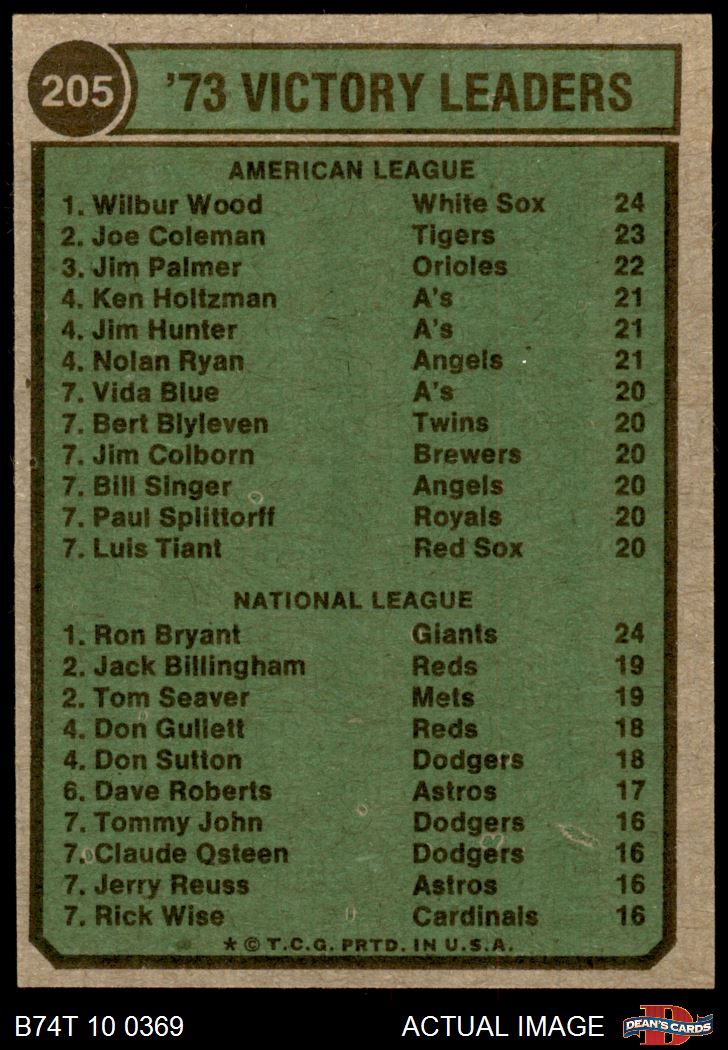 205 '73 VICTORY LEADERS
AMERICAN LEAGUE
1. Wilbur Wood White Sox 24
2. Joe Coleman Tigers 23
3. Jim Palmer Orioles 22
4. Ken Holtzman A's 21
4. Jim Hunter A's 21
4. Nolan Ryan Angels 21
7. Vida Blue A's 20
7. Bert Blyleven Twins 20
7. Jim Colborn Brewers 20
7. Bill Singer Angels 20
7. Paul Splittorff Royals 20
7. Luis Tiant Red Sox 20
NATIONAL LEAGUE
1. Ron Bryant Giants 24
2. Jack Billingham Reds 19
2. Tom Seaver Mets 19
4. Don Gullett Reds 18
4. Don Sutton Dodgers 18
6. Dave Roberts Astros 17
7. Tommy John Dodgers 16
7. Claude Osteen Dodgers 16
7. Jerry Reuss Astros 16
7. Rick Wise Cardinals 16
* © T.C.G. PRTD. IN U.S.A.
B74T 10 0369 ACTUAL IMAGE D DEAN'S CARDS